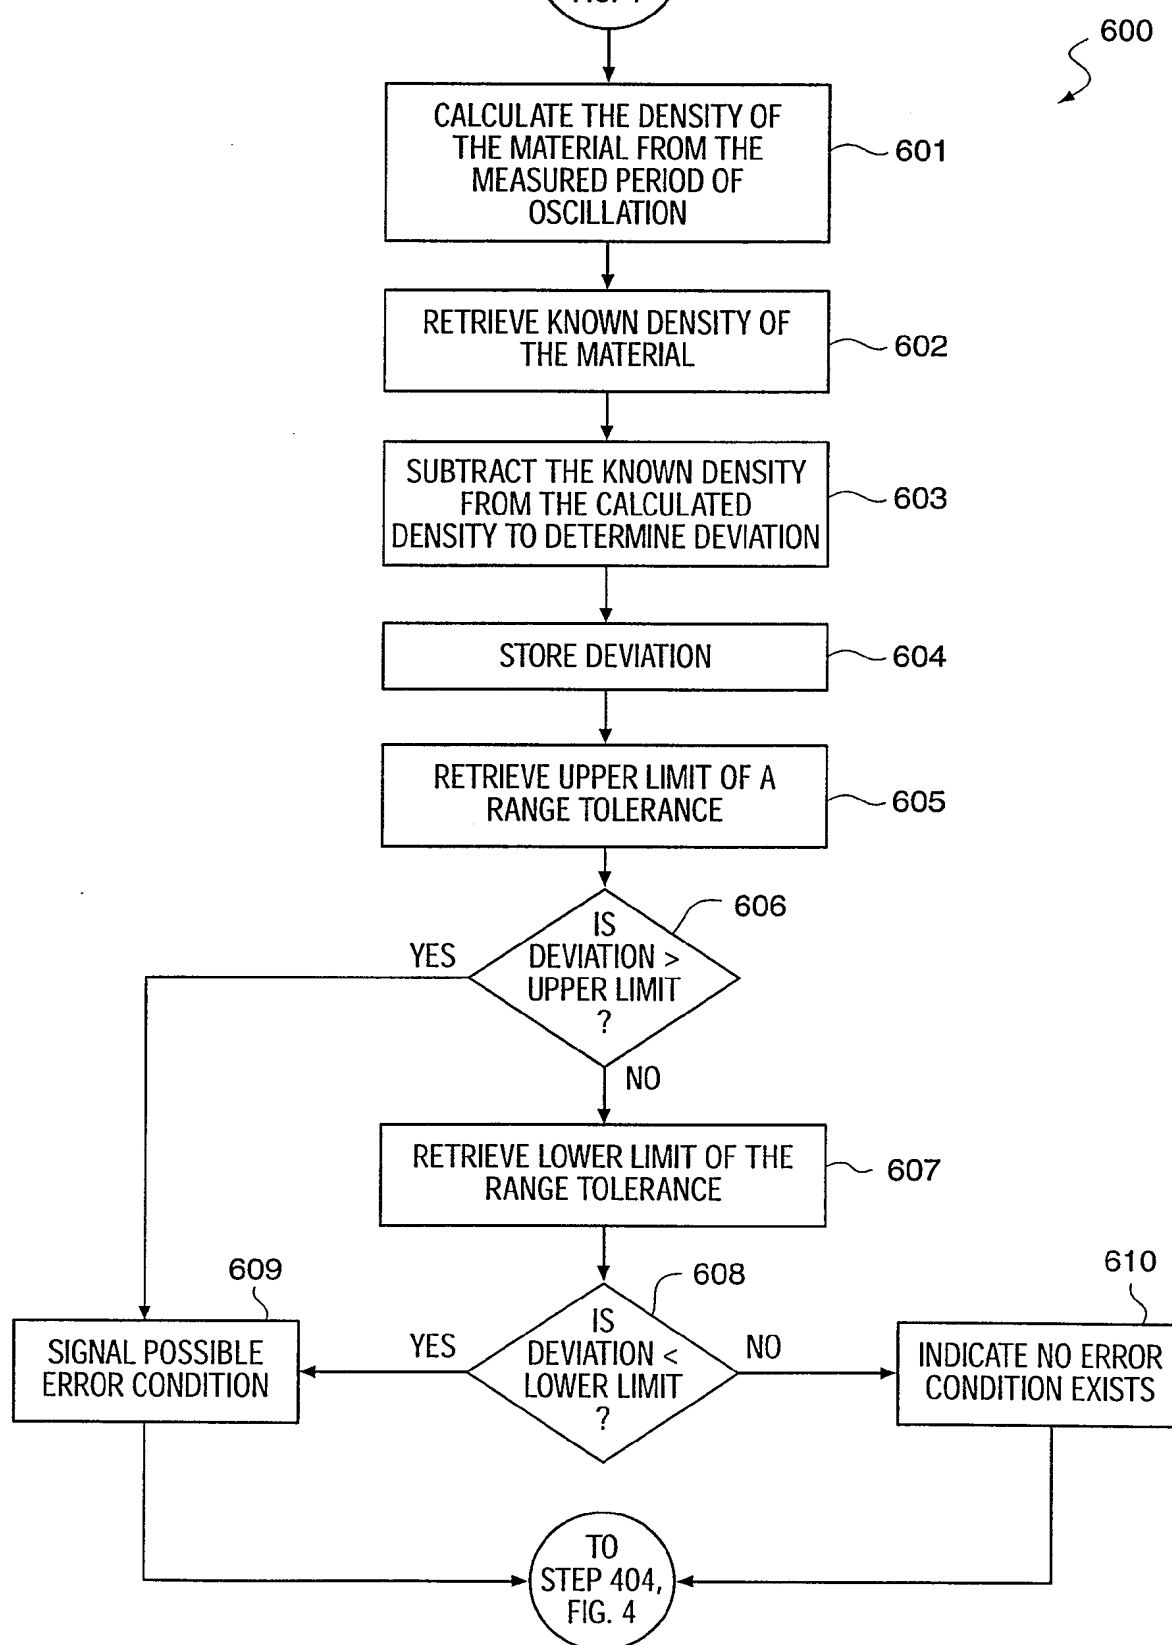 600
CALCULATE THE DENSITY OF
THE MATERIAL FROM THE
MEASURED PERIOD OF
OSCILLATION
601
RETRIEVE KNOWN DENSITY OF
THE MATERIAL
602
SUBTRACT THE KNOWN DENSITY
FROM THE CALCULATED
DENSITY TO DETERMINE DEVIATION
603
STORE DEVIATION
604
RETRIEVE UPPER LIMIT OF A
RANGE TOLERANCE
605
606
IS
DEVIATION >
UPPER LIMIT
?
YES
NO
RETRIEVE LOWER LIMIT OF THE
RANGE TOLERANCE
607
608
IS
DEVIATION <
LOWER LIMIT
?
YES
NO
609
SIGNAL POSSIBLE
ERROR CONDITION
610
INDICATE NO ERROR
CONDITION EXISTS
TO
STEP 404,
FIG. 4